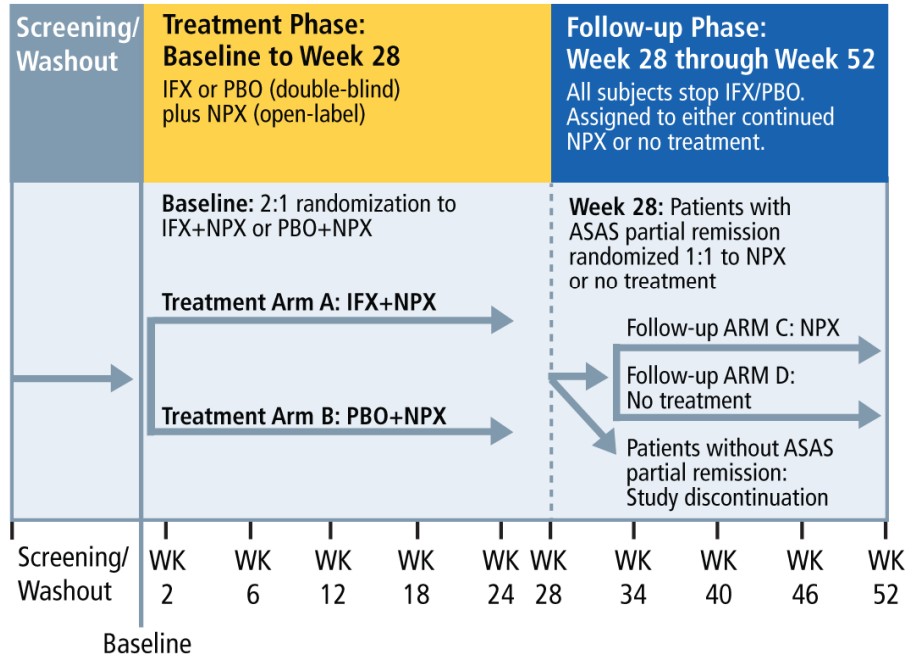 Screening/
Washout
Treatment Phase:
Baseline to Week 28
IFX or PBO (double-blind)
plus NPX (open-label)
Follow-up Phase:
Week 28 through Week 52
All subjects stop IFX/PBO.
Assigned to either continued
NPX or no treatment.
Baseline: 2:1 randomization to
IFX+NPX or PBO+NPX
Week 28: Patients with
ASAS partial remission
randomized 1:1 to NPX
or no treatment
Treatment Arm A: IFX+NPX
Treatment Arm B: PBO+NPX
Follow-up ARM C: NPX
Follow-up ARM D:
No treatment
Patients without ASAS
partial remission:
Study discontinuation
Screening/
Washout
WK WK WK WK WK WK WK WK WK WK
2 6 12 18 24 28 34 40 46 52
Baseline